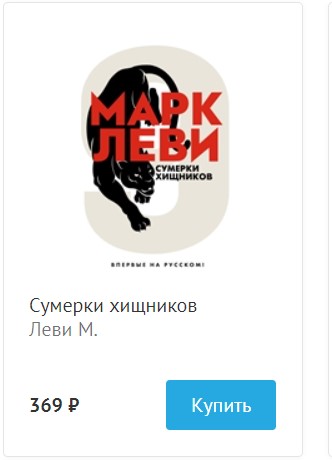 МАРК
ЛЕВИ
СУМЕРКИ
ХИЩНИКОВ
ВПЕРВЫЕ НА РУССКОМ!
Сумерки хищников
Леви М.
369 ₽
Купить